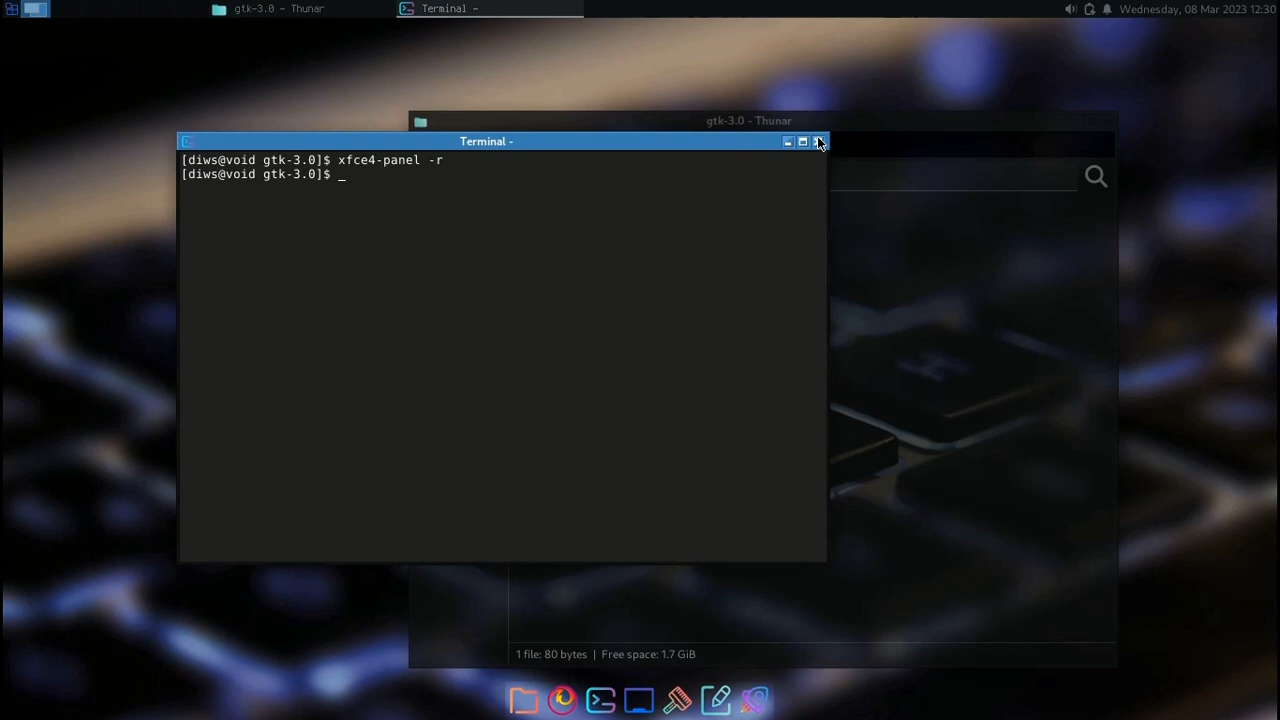 gtk-3.0 - Thunar
Terminal -
Wednesday, 08 Mar 2023 12:30
gtk-3.0 - Thunar
Terminal -
[diws@void gtk-3.0]$ xfce4-panel -r
[diws@void gtk-3.0]$ _
1 file: 80 bytes | Free space: 1.7 GiB